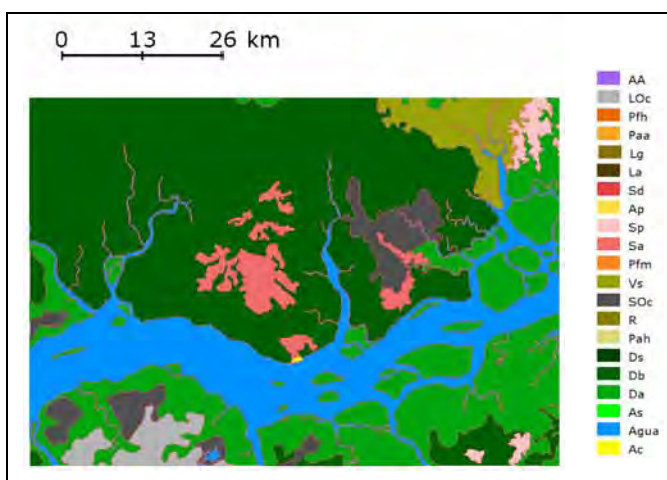 0 13 26 km
AA
LOc
Pfh
Paa
Lg
La
Sd
Ap
Sp
Sa
Pfm
Vs
SOc
R
Pah
Ds
Db
Da
As
Agua
Ac